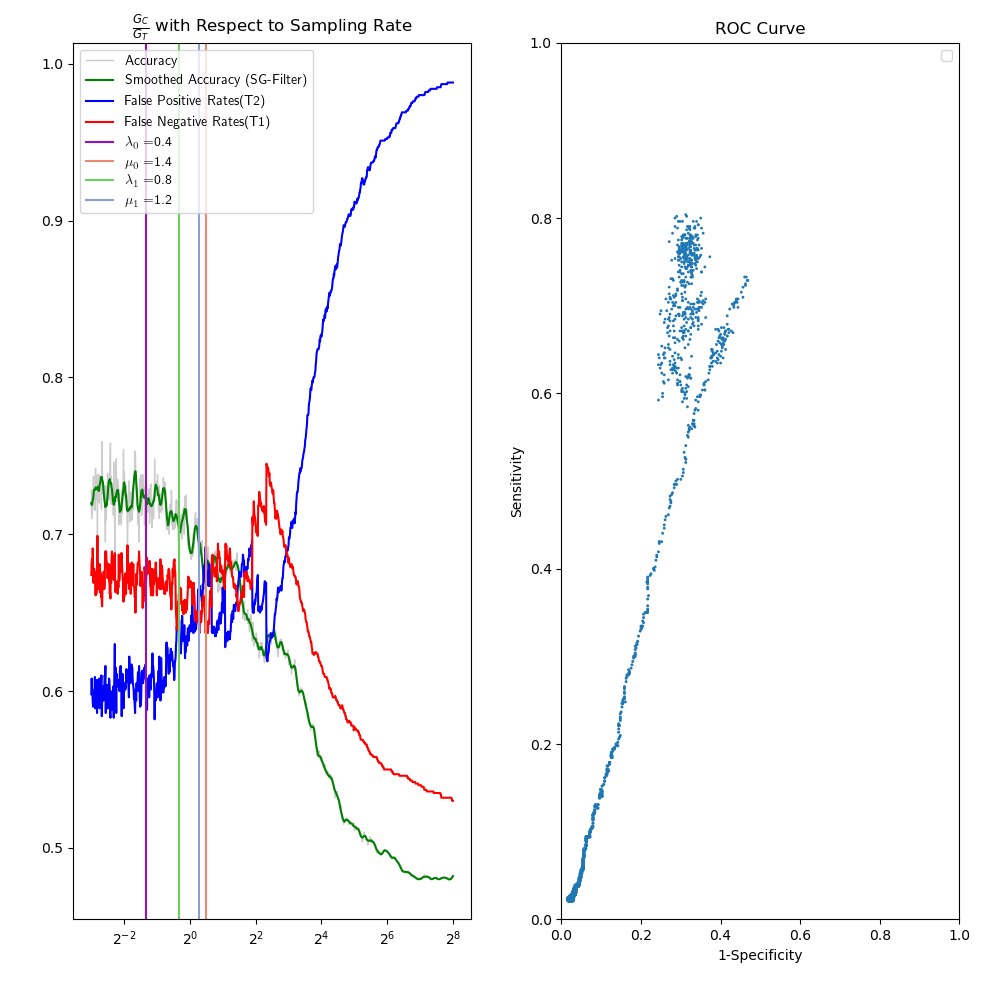 G_C/G_T with Respect to Sampling Rate
1.0
0.9
0.8
0.7
0.6
0.5
Accuracy
Smoothed Accuracy (SG-Filter)
False Positive Rates(T2)
False Negative Rates(T1)
λ₀ =0.4
μ₀ =1.4
λ₁ =0.8
μ₁ =1.2
2⁻² 2⁰ 2² 2⁴ 2⁶ 2⁸
ROC Curve
Sensitivity
1.0
0.8
0.6
0.4
0.2
0.0
0.0 0.2 0.4 0.6 0.8 1.0
1-Specificity